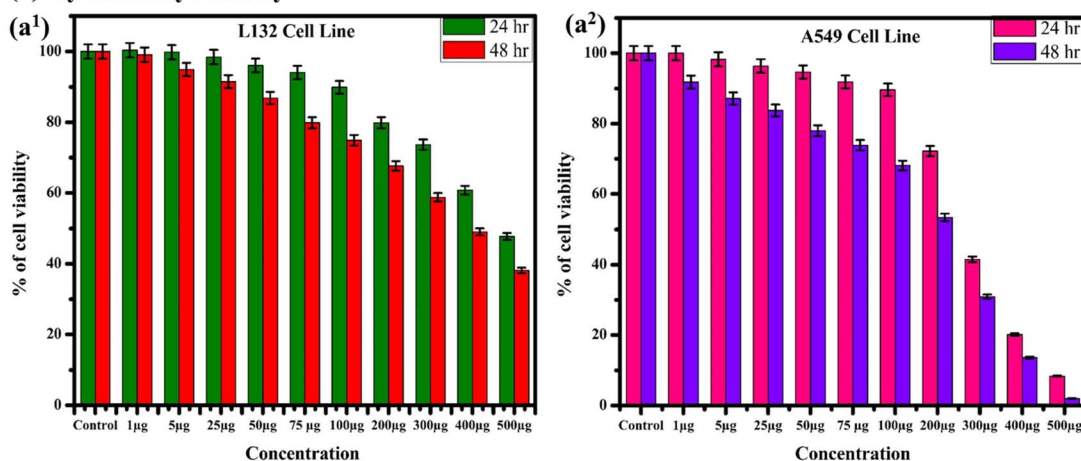 (a¹)
L132 Cell Line
24 hr
48 hr
% of cell viability
100
80
60
40
20
0
Control 1µg 5µg 25µg 50µg 75 µg 100µg 200µg 300µg 400µg 500µg
Concentration
(a²)
A549 Cell Line
24 hr
48 hr
% of cell viability
100
80
60
40
20
0
Control 1µg 5µg 25µg 50µg 75 µg 100µg 200µg 300µg 400µg 500µg
Concentration